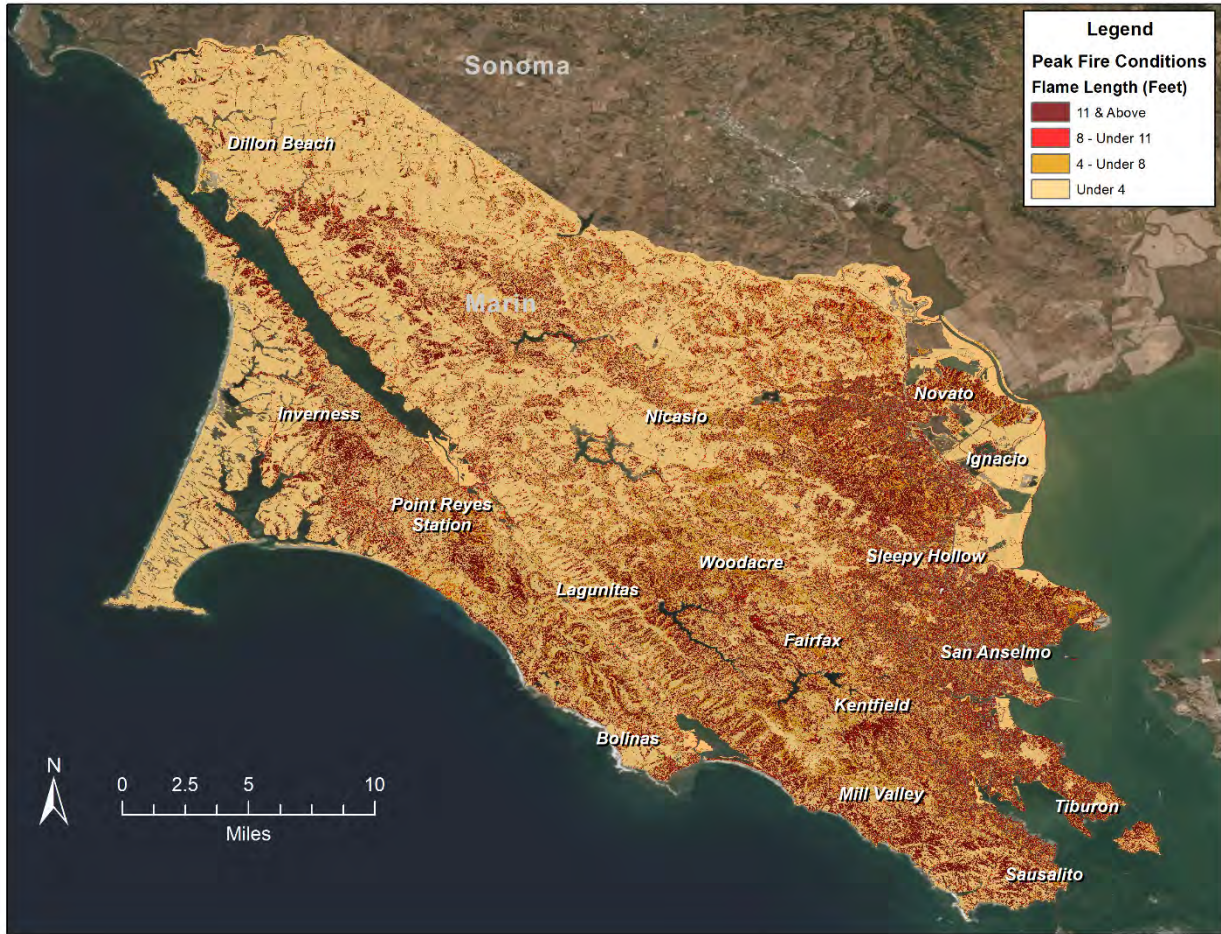 Legend
Peak Fire Conditions
Flame Length (Feet)
11 & Above
8 - Under 11
4 - Under 8
Under 4
Sonoma
Dillon Beach
Marin
Novato
Inverness
Nicasio
Ignacio
Point Reyes
Station
Sleepy Hollow
Woodacre
Lagunitas
Fairfax
San Anselmo
Kentfield
Bolinas
Mill Valley
Tiburon
Sausalito
N
0 2.5 5 10
Miles